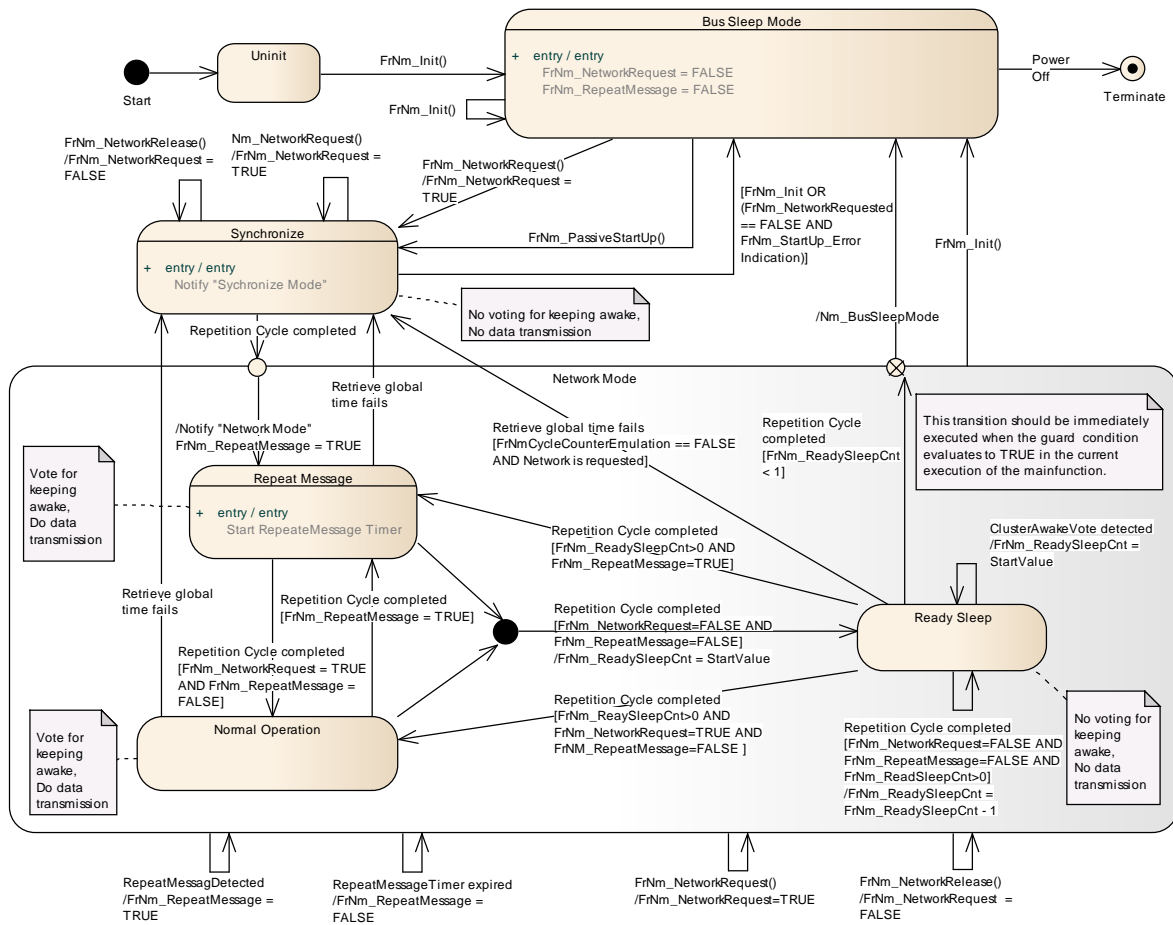 Bus Sleep Mode
+ entry / entry
FrNm_NetworkRequest = FALSE
FrNm_RepeatMessage = FALSE
Uninit
Start
FrNm_Init()
FrNm_Init()
Power
Off
Terminate
FrNm_NetworkRelease()
/FrNm_NetworkRequest =
FALSE
Nm_NetworkRequest()
/FrNm_NetworkRequest =
TRUE
FrNm_NetworkRequest()
/FrNm_NetworkRequest =
TRUE
[FrNm_Init OR
(FrNm_NetworkRequested
== FALSE AND
FrNm_StartUp_Error
Indication)]
FrNm_PassiveStartUp()
FrNm_Init()
Synchronize
+ entry / entry
Notify "Sychronize Mode"
No voting for keeping awake,
No data transmission
/Nm_BusSleepMode
Repetition Cycle completed
Network Mode
Retrieve global
time fails
/Notify "Network Mode"
FrNm_RepeatMessage = TRUE
Retrieve global time fails
[FrNmCycleCounterEmulation == FALSE
AND Network is requested]
Repetition Cycle
completed
[FrNm_ReadySleepCnt
< 1]
This transition should be immediately
executed when the guard condition
evaluates to TRUE in the current
execution of the mainfunction.
Vote for
keeping
awake,
Do data
transmission
Repeat Message
+ entry / entry
Start RepeateMessage Timer
Repetition Cycle completed
[FrNm_ReadySleepCnt>0 AND
FrNm_RepeatMessage=TRUE]
ClusterAwakeVote detected
/FrNm_ReadySleepCnt =
StartValue
Retrieve global
time fails
Repetition Cycle completed
[FrNm_RepeatMessage = TRUE]
Repetition Cycle completed
[FrNm_NetworkRequest=FALSE AND
FrNm_RepeatMessage=FALSE]
/FrNm_ReadySleepCnt = StartValue
Ready Sleep
Repetition Cycle completed
[FrNm_NetworkRequest = TRUE
AND FrNm_RepeatMessage =
FALSE]
Repetition Cycle completed
[FrNm_ReaySleepCnt>0 AND
FrNm_NetworkRequest=TRUE AND
FrNM_RepeatMessage=FALSE ]
Normal Operation
Vote for
keeping
awake,
Do data
transmission
Repetition Cycle completed
[FrNm_NetworkRequest=FALSE AND
FrNm_RepeatMessage=FALSE AND
FrNm_ReadSleepCnt>0]
/FrNm_ReadySleepCnt =
FrNm_ReadySleepCnt - 1
No voting for
keeping
awake,
No data
transmission
RepeatMessagDetected
/FrNm_RepeatMessage =
TRUE
RepeatMessageTimer expired
/FrNm_RepeatMessage =
FALSE
FrNm_NetworkRequest()
/FrNm_NetworkRequest=TRUE
FrNm_NetworkRelease()
/FrNm_NetworkRequest =
FALSE